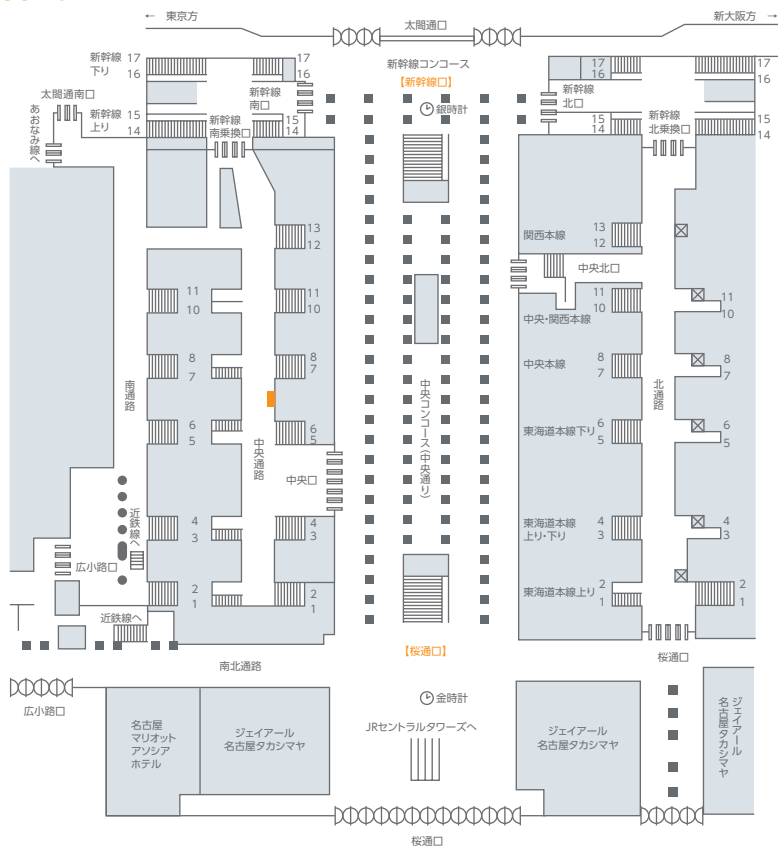 ← 東京方
新大阪方 →
太閤通口
新幹線コンコース
【新幹線口】
銀時計
新幹線
下り
17
16
17
16
新幹線
南口
太閤通南口
新幹線
上り
15
14
15
14
新幹線
南乗換口
あおなみ線へ
17
16
17
16
新幹線
北口
15
14
15
14
新幹線
北乗換口
13
12
関西本線
13
12
中央北口
11
10
11
10
中央・関西本線
11
10
11
10
8
7
8
7
中央本線
8
7
8
7
南通路
中央通路
中央コンコース(中央通り)
北通路
6
5
6
5
東海道本線下り
6
5
6
5
中央口
近鉄線へ
4
3
4
3
東海道本線
上り・下り
4
3
4
3
広小路口
2
1
2
1
東海道本線上り
2
1
2
1
近鉄線へ
南北通路
【桜通口】
桜通口
広小路口
金時計
JRセントラルタワーズへ
名古屋
マリオット
アソシア
ホテル
ジェイアール
名古屋タカシマヤ
ジェイアール
名古屋タカシマヤ
ジェイアール
名古屋タカシマヤ
桜通口